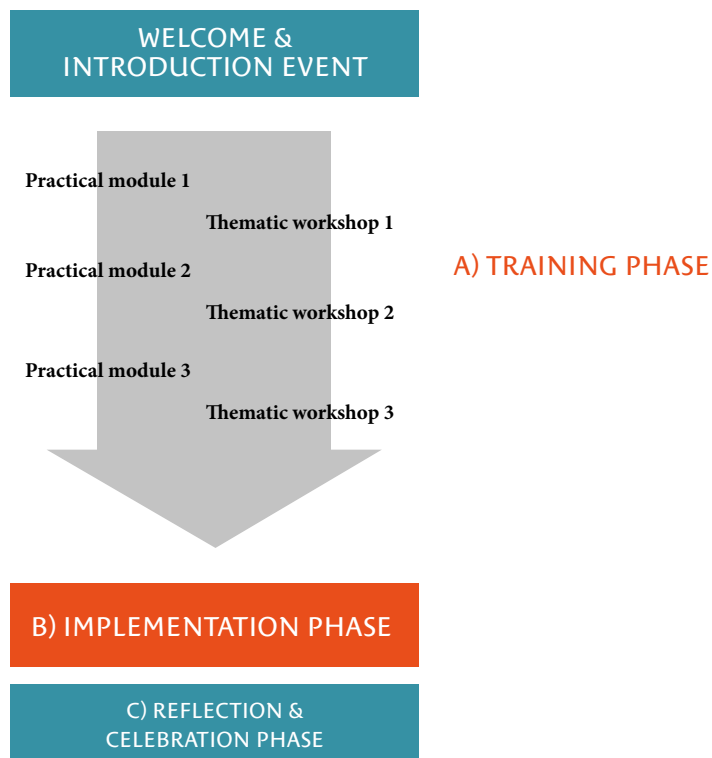 WELCOME &
INTRODUCTION EVENT
Practical module 1
Thematic workshop 1
Practical module 2
A) TRAINING PHASE
Thematic workshop 2
Practical module 3
Thematic workshop 3
B) IMPLEMENTATION PHASE
C) REFLECTION &
CELEBRATION PHASE